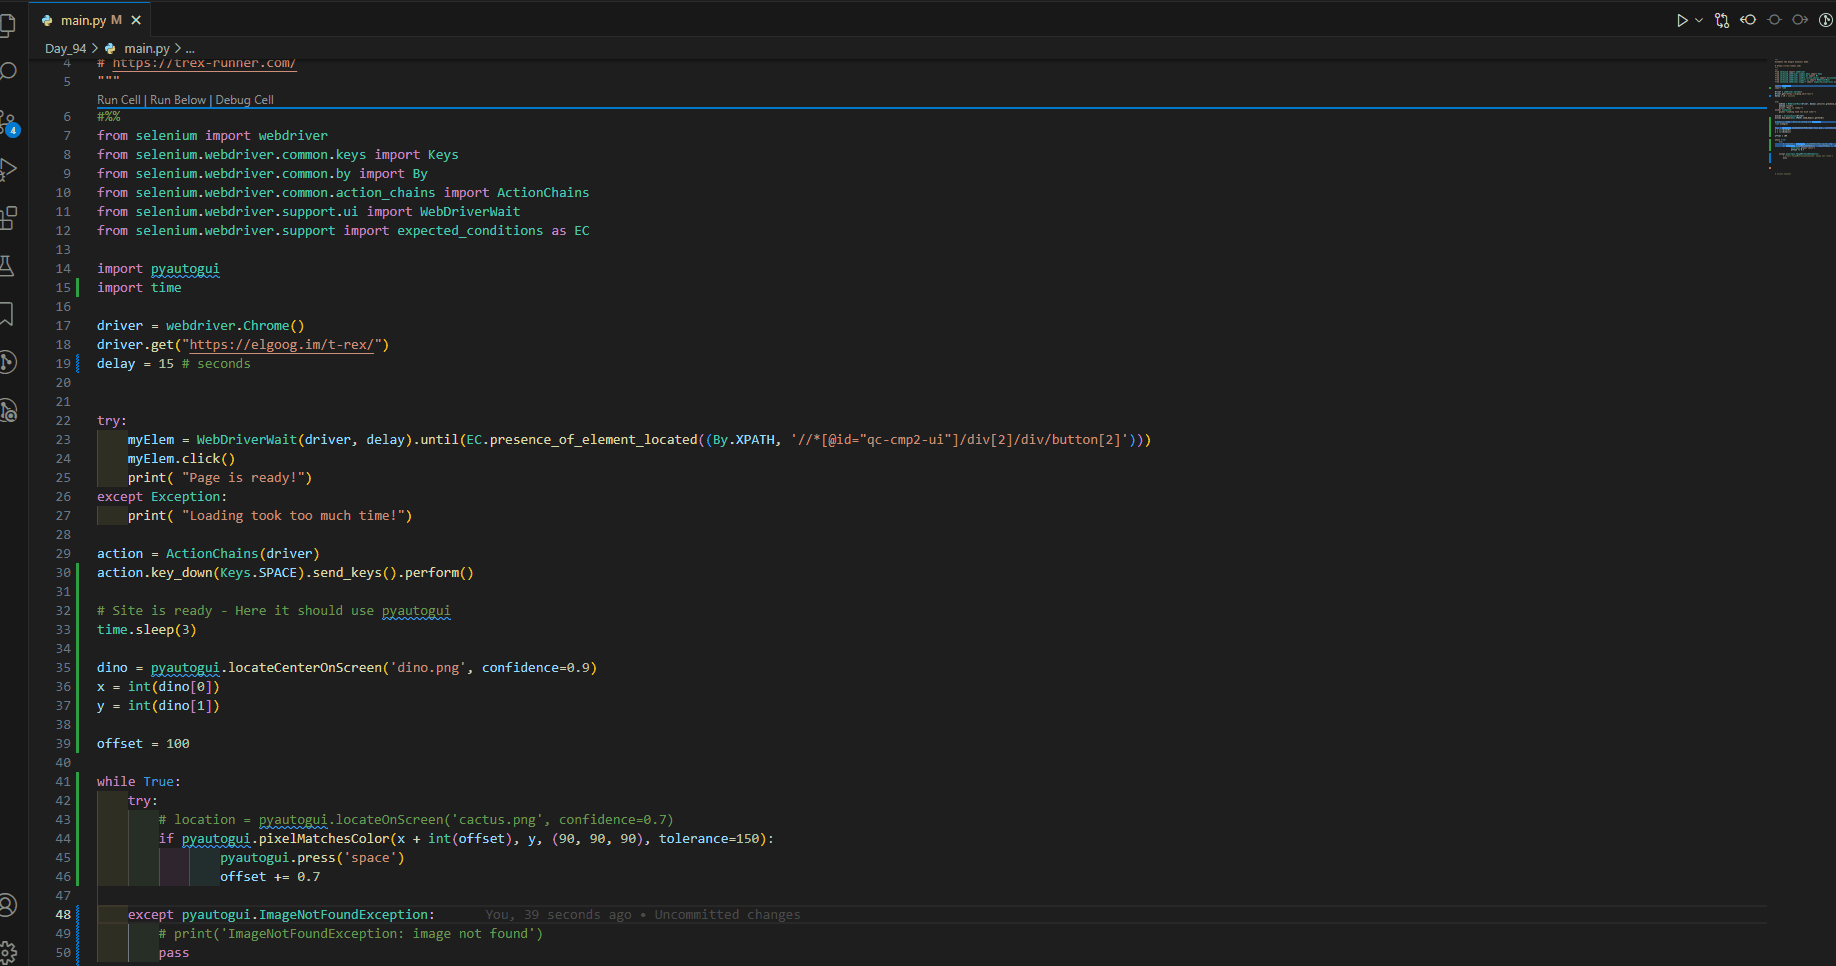 main.py M
Day_94 > main.py > ...
4 # https://trex-runner.com/
5 """
Run Cell | Run Below | Debug Cell
6 #%%
7 from selenium import webdriver
8 from selenium.webdriver.common.keys import Keys
9 from selenium.webdriver.common.by import By
10 from selenium.webdriver.common.action_chains import ActionChains
11 from selenium.webdriver.support.ui import WebDriverWait
12 from selenium.webdriver.support import expected_conditions as EC
13
14 import pyautogui
15 import time
16
17 driver = webdriver.Chrome()
18 driver.get("https://elgoog.im/t-rex/")
19 delay = 15 # seconds
20
21
22 try:
23     myElem = WebDriverWait(driver, delay).until(EC.presence_of_element_located((By.XPATH, '//*[@id="qc-cmp2-ui"]/div[2]/div/button[2]')))
24     myElem.click()
25     print( "Page is ready!")
26 except Exception:
27     print( "Loading took too much time!")
28
29 action = ActionChains(driver)
30 action.key_down(Keys.SPACE).send_keys().perform()
31
32 # Site is ready - Here it should use pyautogui
33 time.sleep(3)
34
35 dino = pyautogui.locateCenterOnScreen('dino.png', confidence=0.9)
36 x = int(dino[0])
37 y = int(dino[1])
38
39 offset = 100
40
41 while True:
42     try:
43         # location = pyautogui.locateOnScreen('cactus.png', confidence=0.7)
44         if pyautogui.pixelMatchesColor(x + int(offset), y, (90, 90, 90), tolerance=150):
45                 pyautogui.press('space')
46                 offset += 0.7
47
48     except pyautogui.ImageNotFoundException: You, 39 seconds ago • Uncommitted changes
49         # print('ImageNotFoundException: image not found')
50         pass
4